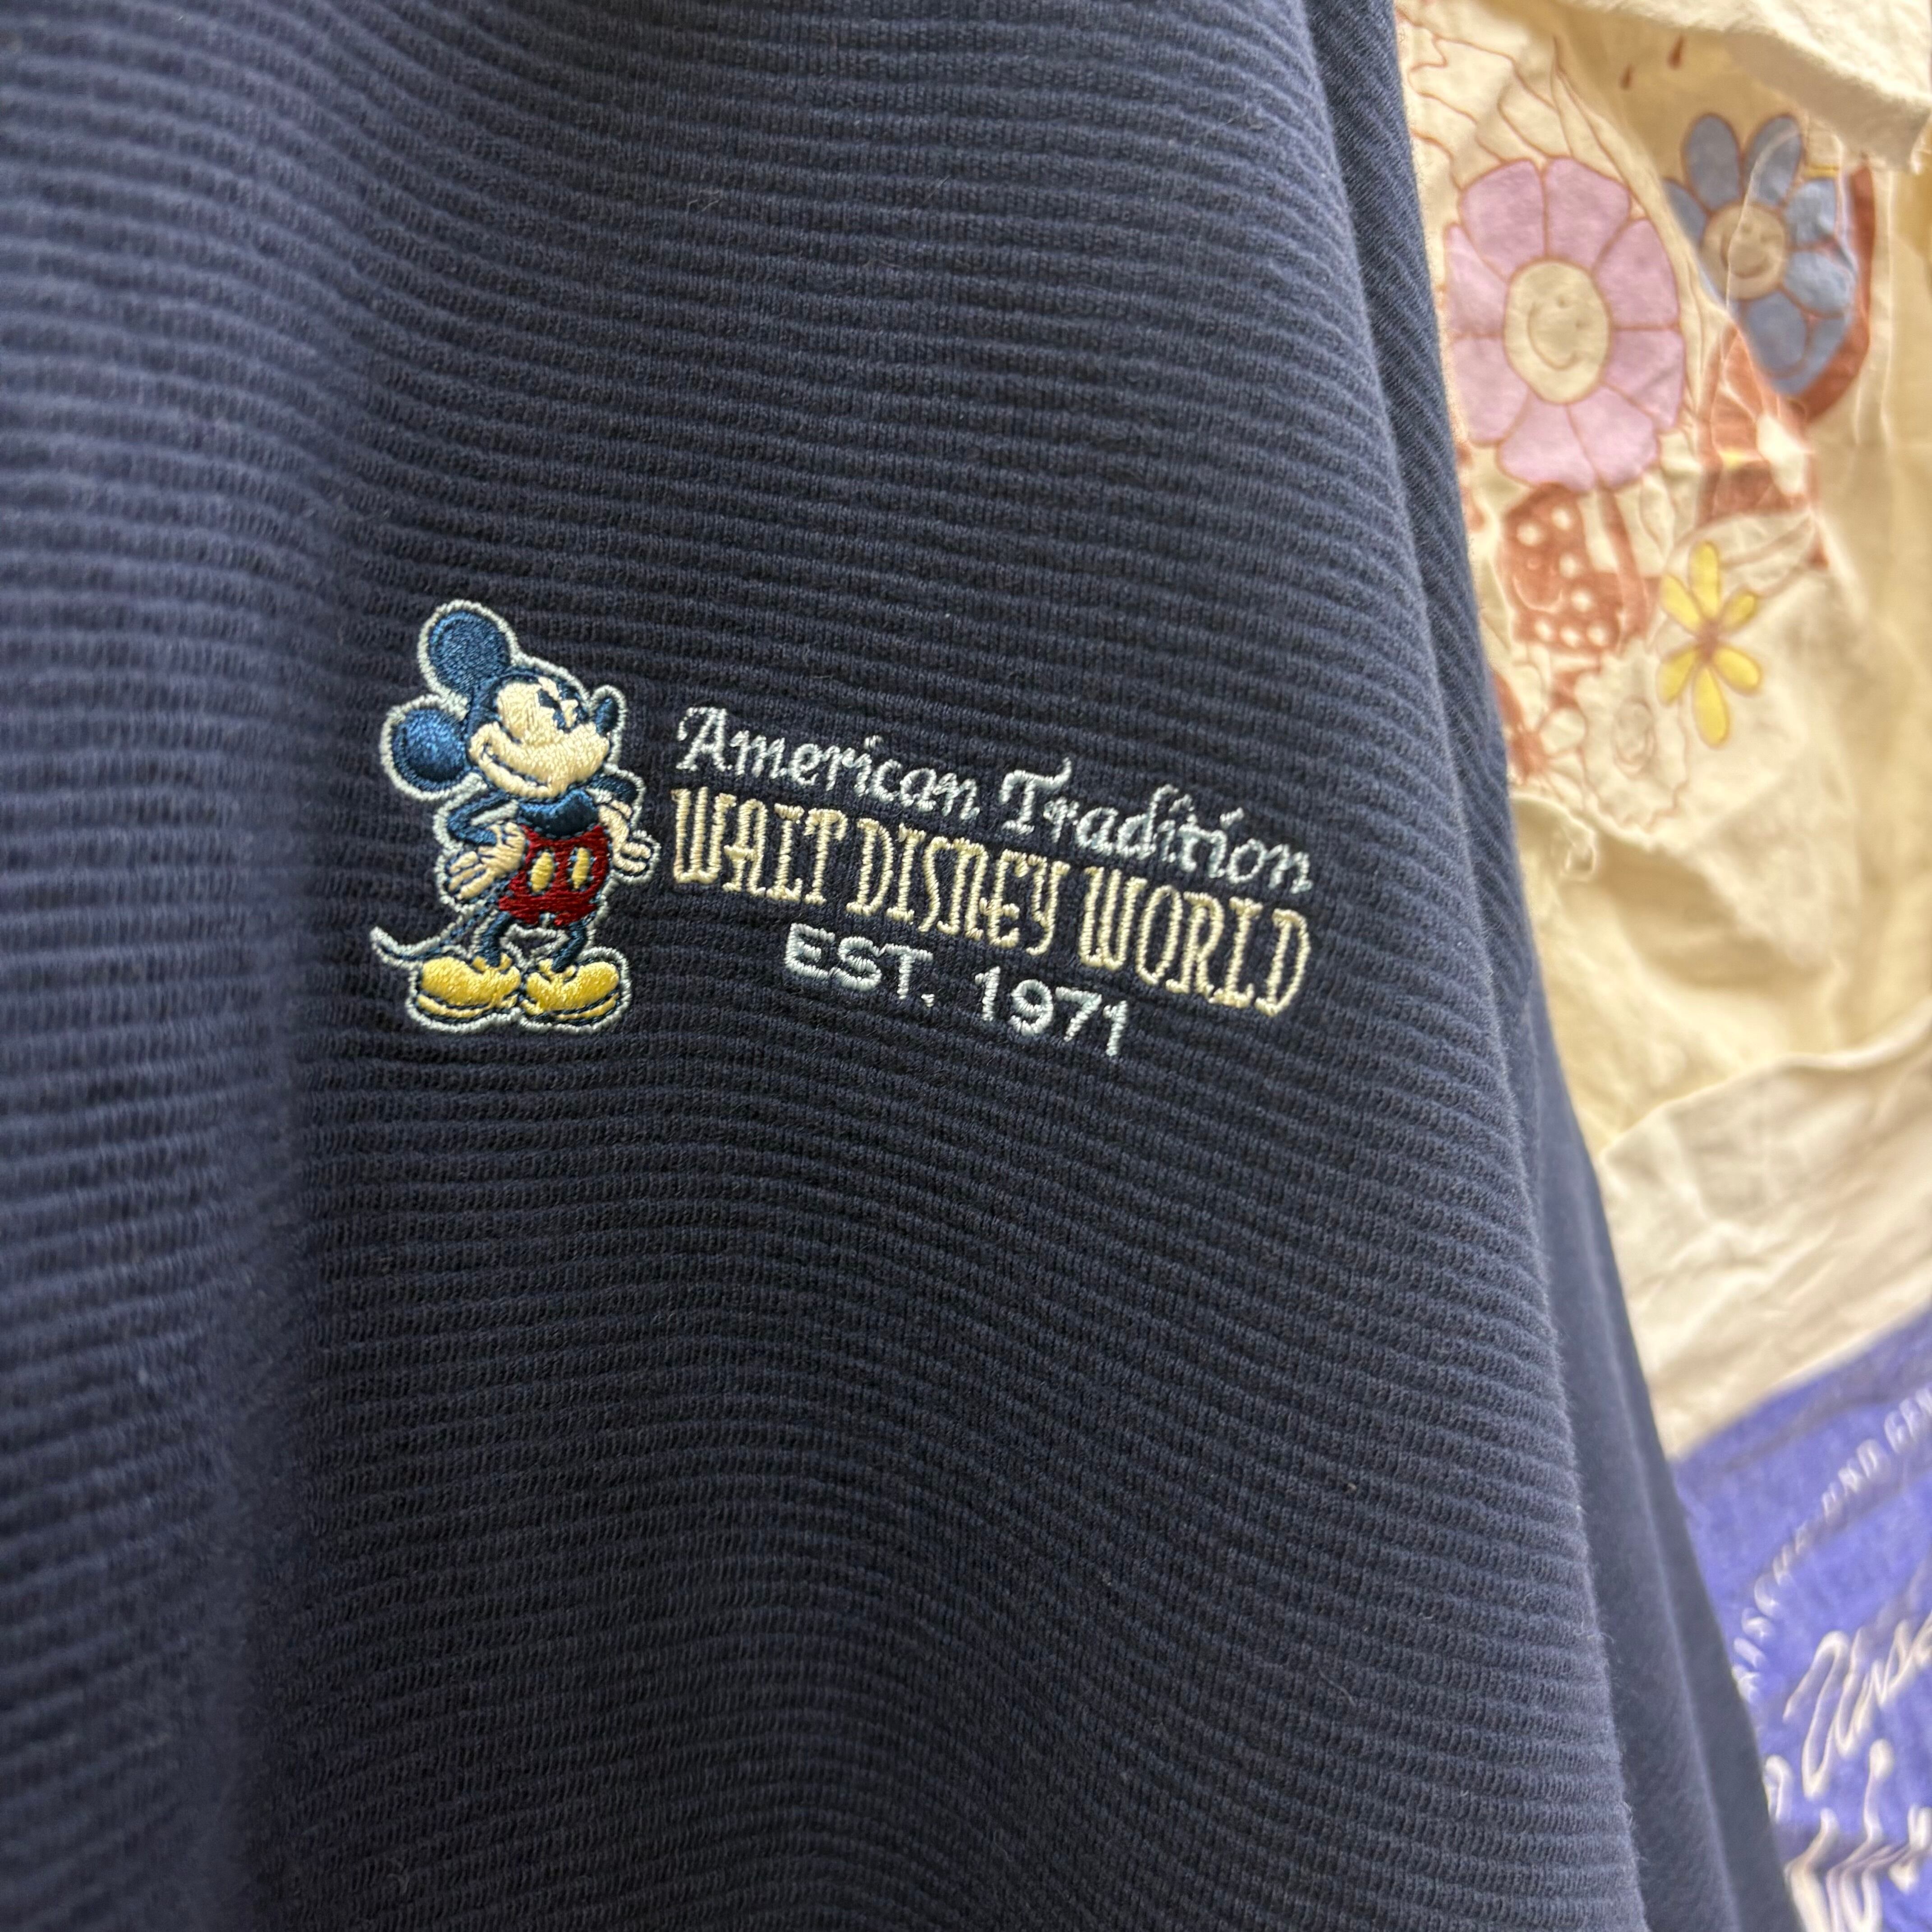 American Tradition
WALT DISNEY WORLD
EST. 1971